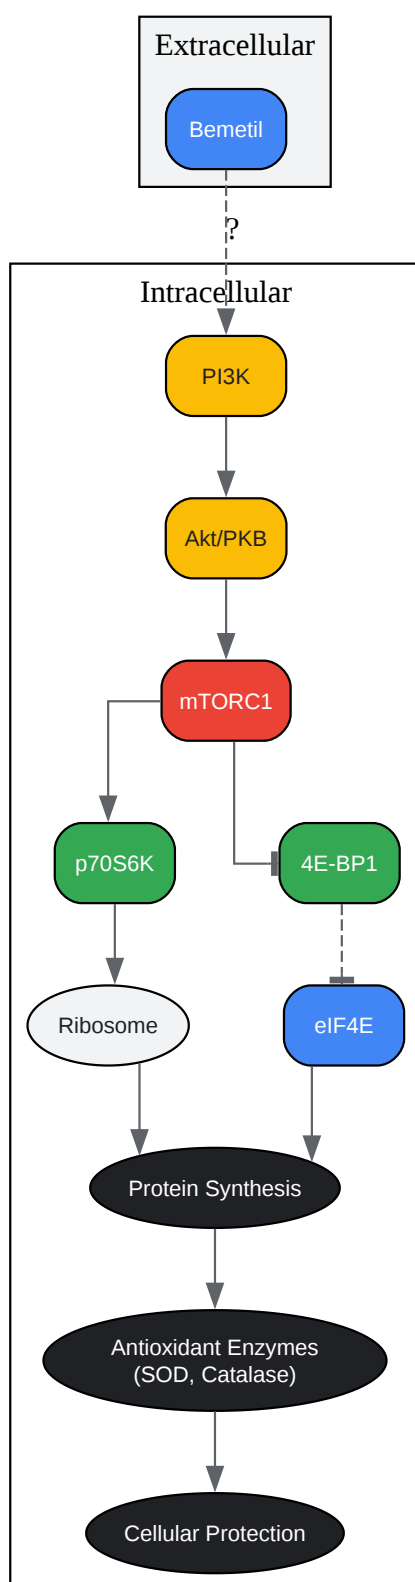 Extracellular
Bemetil
?
Intracellular
PI3K
Akt/PKB
mTORC1
p70S6K
4E-BP1
Ribosome
eIF4E
Protein Synthesis
Antioxidant Enzymes
(SOD, Catalase)
Cellular Protection